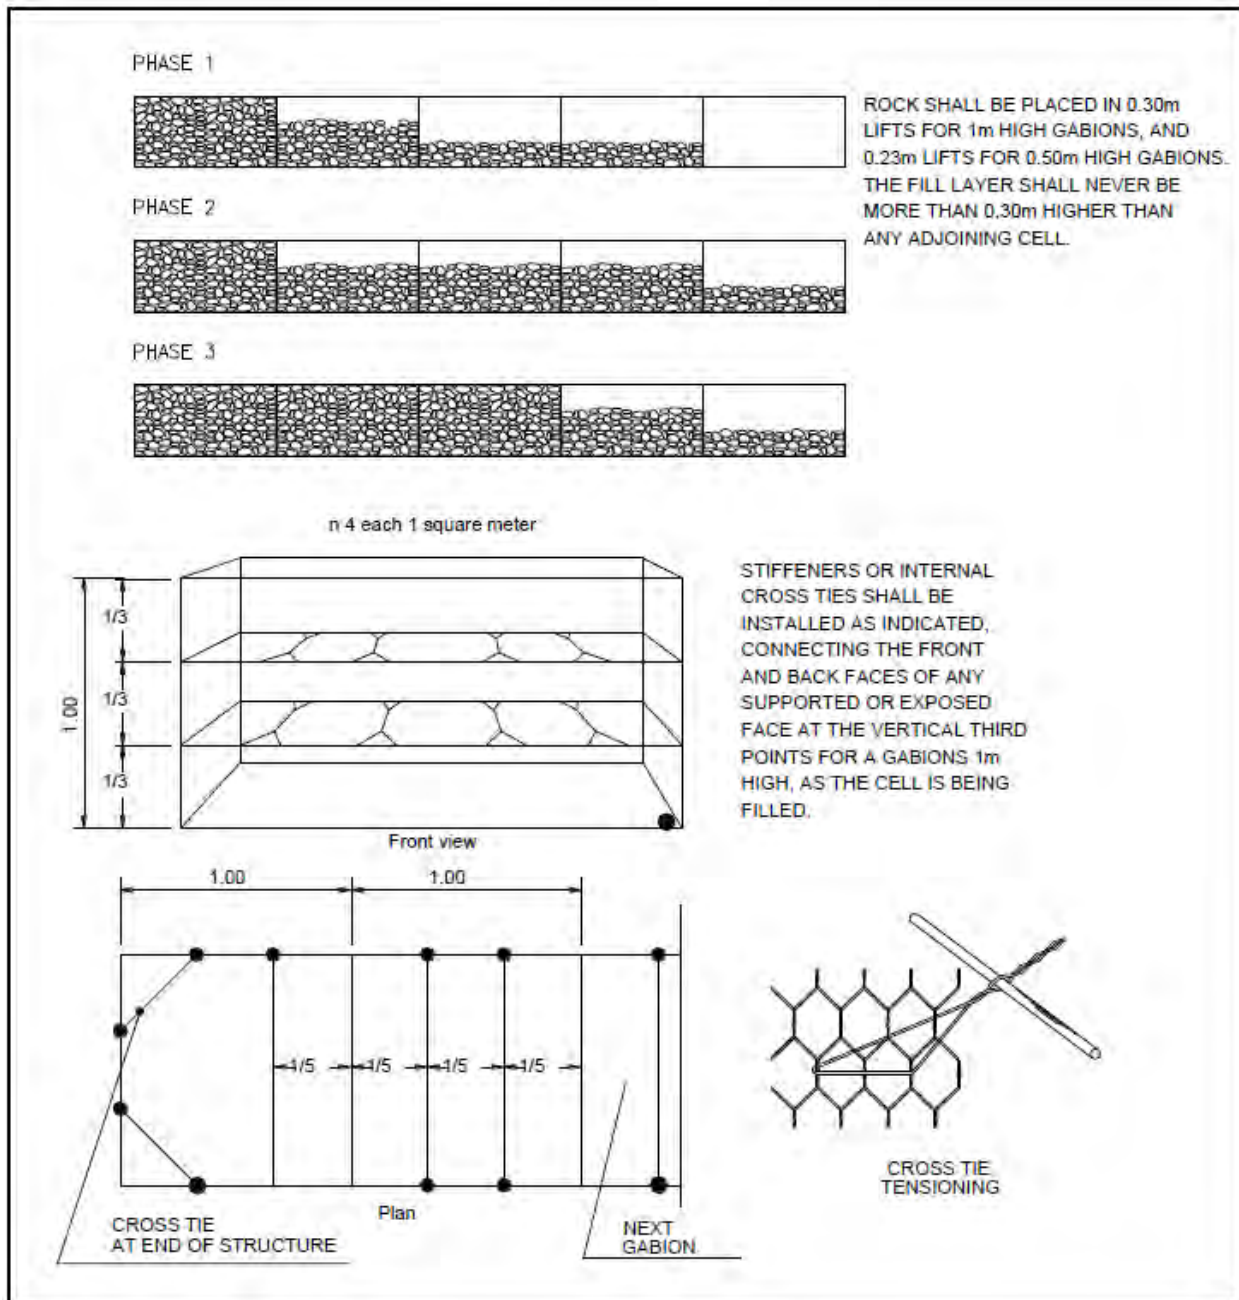 PHASE 1
ROCK SHALL BE PLACED IN 0.30m
LIFTS FOR 1m HIGH GABIONS, AND
0.23m LIFTS FOR 0.50m HIGH GABIONS.
THE FILL LAYER SHALL NEVER BE
MORE THAN 0.30m HIGHER THAN
ANY ADJOINING CELL.
PHASE 2
PHASE 3
n 4 each 1 square meter
1.00
1/3
1/3
1/3
Front view
STIFFENERS OR INTERNAL
CROSS TIES SHALL BE
INSTALLED AS INDICATED,
CONNECTING THE FRONT
AND BACK FACES OF ANY
SUPPORTED OR EXPOSED
FACE AT THE VERTICAL THIRD
POINTS FOR A GABIONS 1m
HIGH, AS THE CELL IS BEING
FILLED.
1.00
1.00
1/5
1/5
1/5
1/5
Plan
CROSS TIE
AT END OF STRUCTURE
NEXT
GABION
CROSS TIE
TENSIONING